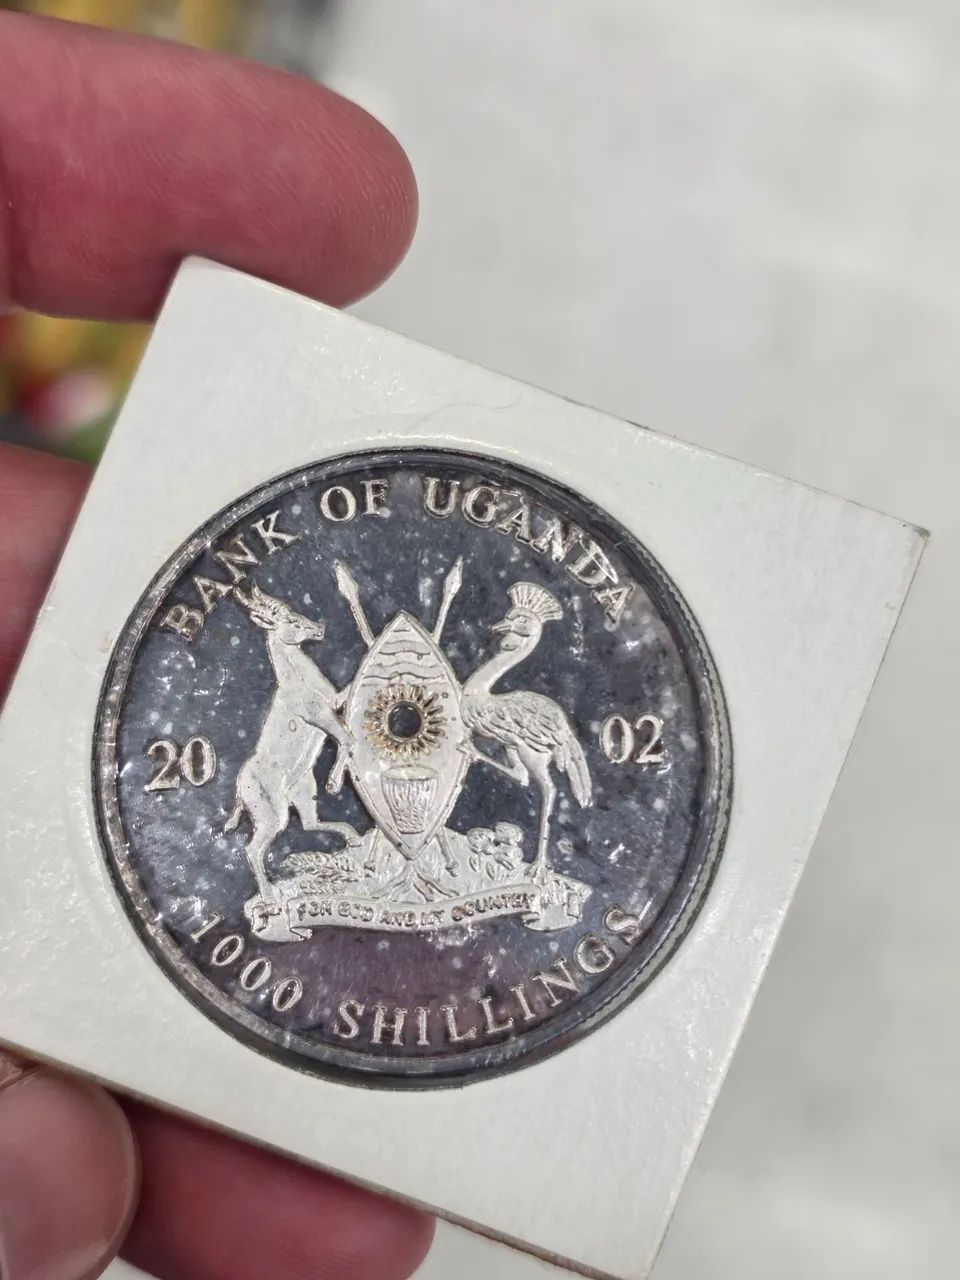 BANK OF UGANDA
20 02
FOR GOD AND MY COUNTRY
1000 SHILLINGS